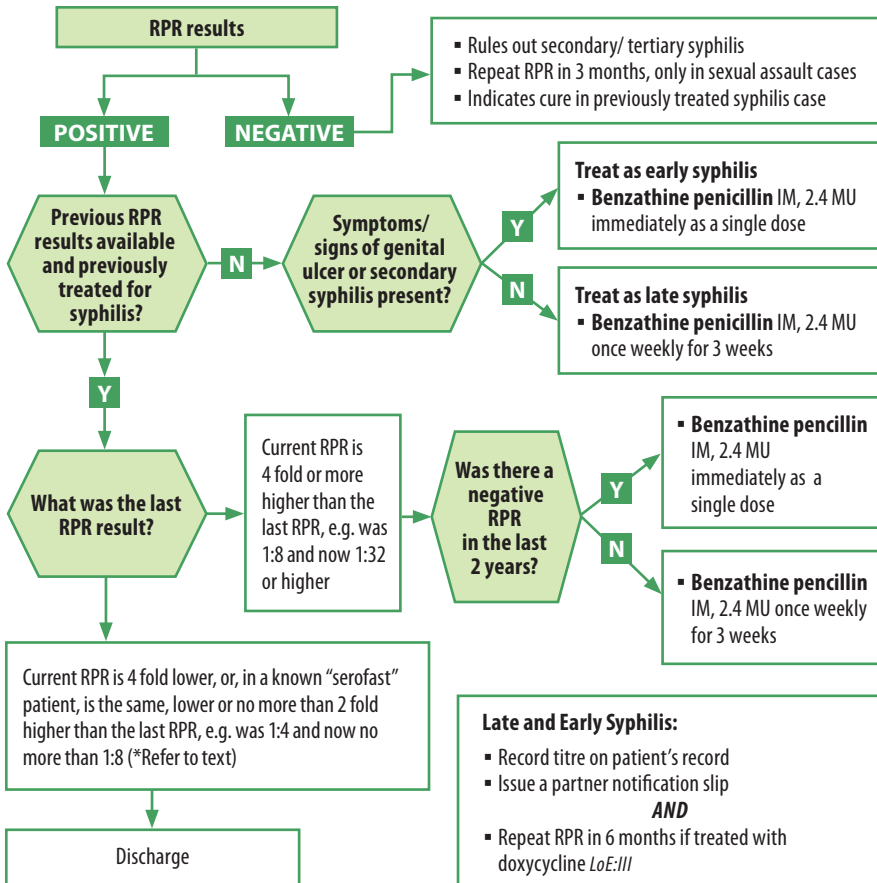 RPR results
▪ Rules out secondary/ tertiary syphilis
▪ Repeat RPR in 3 months, only in sexual assault cases
▪ Indicates cure in previously treated syphilis case
POSITIVE
NEGATIVE
Previous RPR
results available
and previously
treated for
syphilis?
N
Symptoms/
signs of genital
ulcer or secondary
syphilis present?
Y
Treat as early syphilis
▪ Benzathine penicillin IM, 2.4 MU
immediately as a single dose
N
Treat as late syphilis
▪ Benzathine penicillin IM, 2.4 MU
once weekly for 3 weeks
Y
What was the last
RPR result?
Current RPR is
4 fold or more
higher than the
last RPR, e.g. was
1:8 and now 1:32
or higher
Was there a
negative
RPR
in the last
2 years?
Y
▪ Benzathine pencillin
IM, 2.4 MU
immediately as a
single dose
N
▪ Benzathine pencillin
IM, 2.4 MU once weekly
for 3 weeks
Current RPR is 4 fold lower, or, in a known “serofast”
patient, is the same, lower or no more than 2 fold
higher than the last RPR, e.g. was 1:4 and now no
more than 1:8 (*Refer to text)
Discharge
Late and Early Syphilis:
▪ Record titre on patient’s record
▪ Issue a partner notification slip
AND
▪ Repeat RPR in 6 months if treated with
doxycycline LoE:III